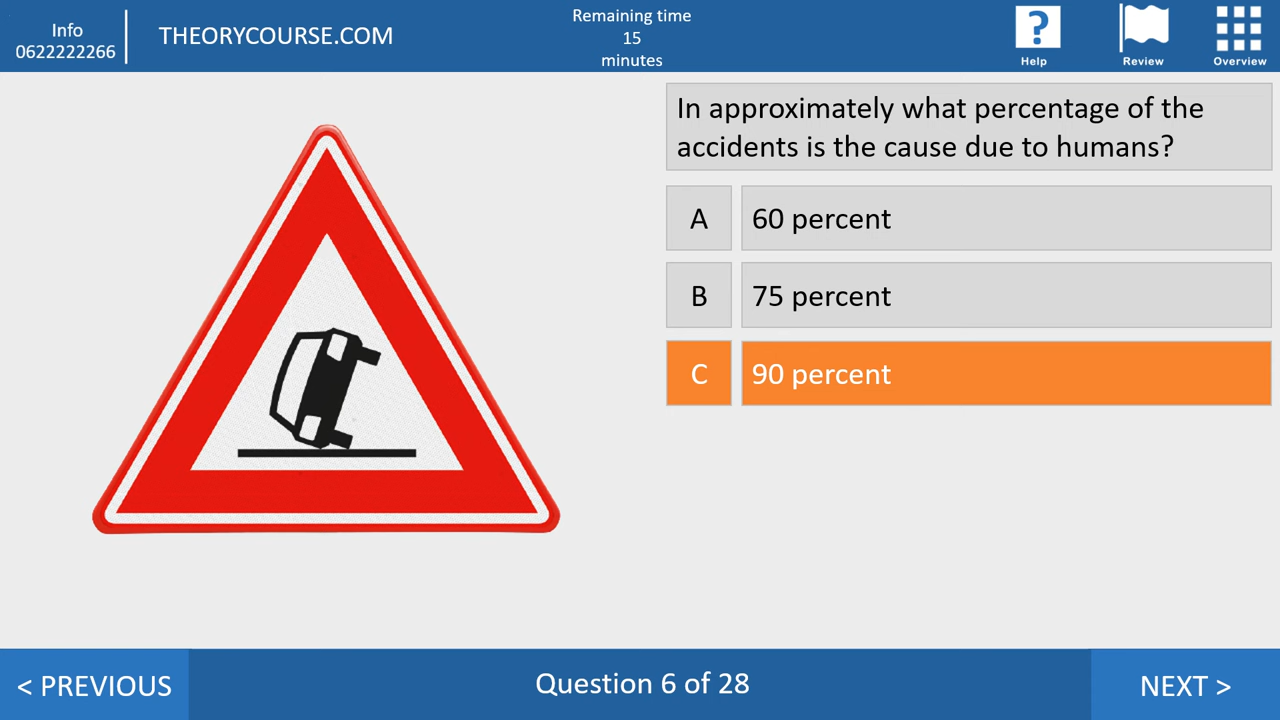 Info
0622222266
THEORYCOURSE.COM
Remaining time
15
minutes
Help
Review
Overview
In approximately what percentage of the
accidents is the cause due to humans?
A
60 percent
B
75 percent
C
90 percent
< PREVIOUS
Question 6 of 28
NEXT >